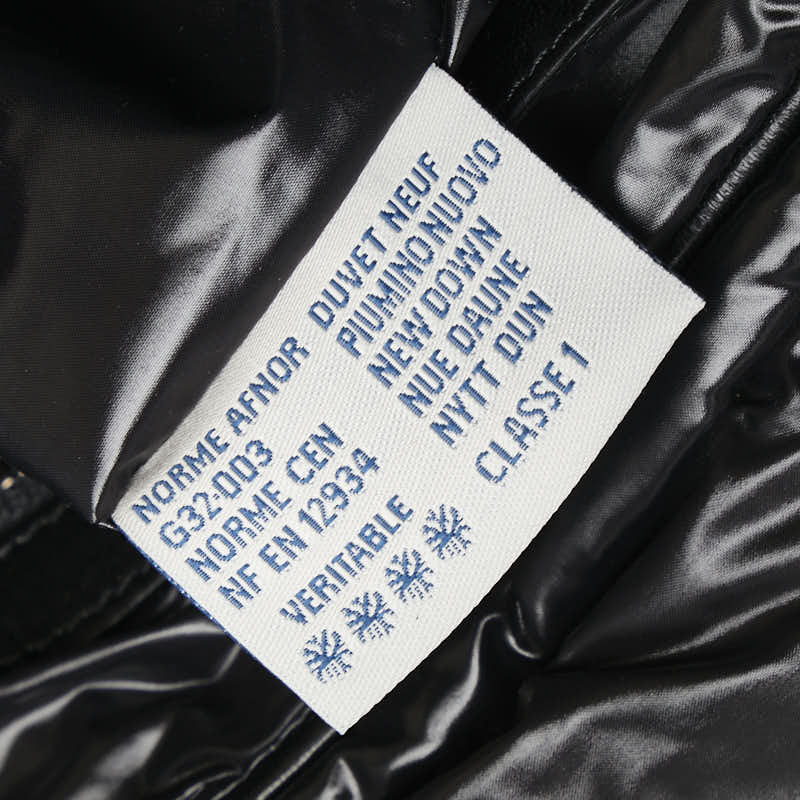 NORME AFNOR DUVET NEUF
G32-003 PIUMINO NUOVO
NORME CEN NEW DOWN
NF EN 12934 NUE DAUNE
NYTT DUN
VERITABLE CLASSE 1